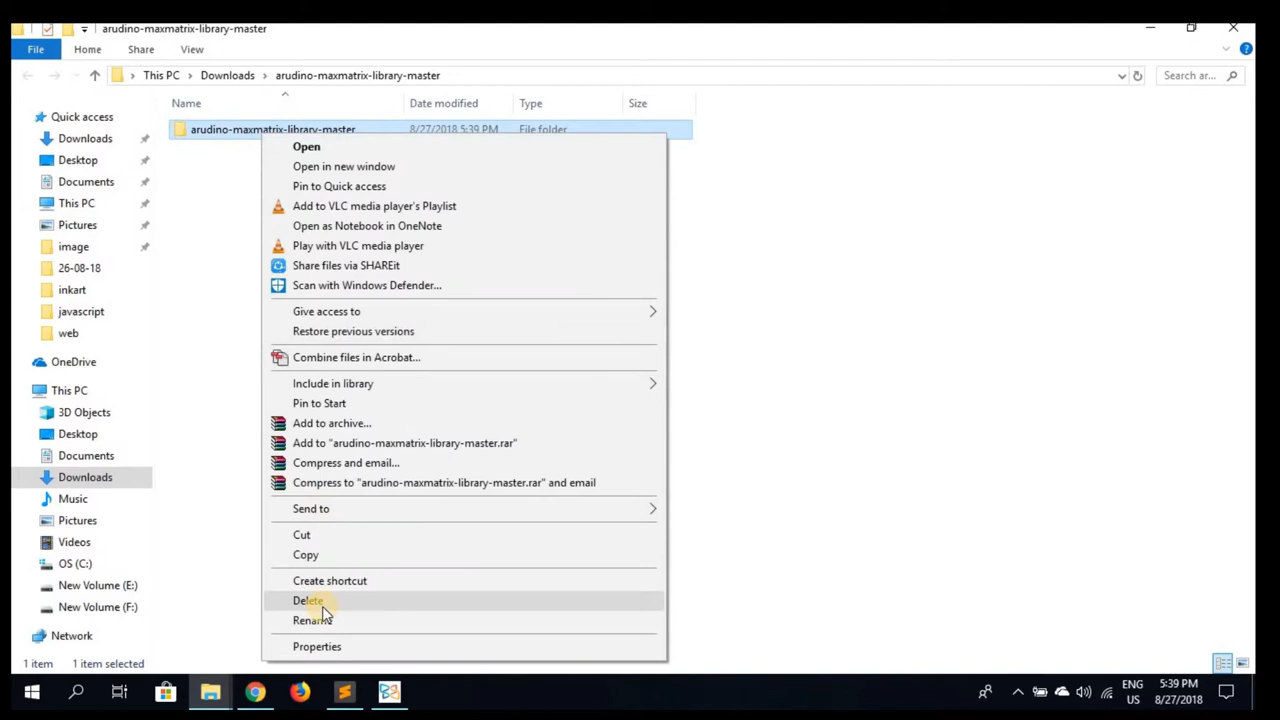 arudino-maxmatrix-library-master
File Home Share View
This PC Downloads arudino-maxmatrix-library-master Search ar...
Name Date modified Type Size
arudino-maxmatrix-library-master 8/27/2018 5:39 PM File folder
Quick access
Downloads
Desktop
Documents
This PC
Pictures
image
26-08-18
inkart
javascript
web
OneDrive
This PC
3D Objects
Desktop
Documents
Downloads
Music
Pictures
Videos
OS (C:)
New Volume (E:)
New Volume (F:)
Network
Open
Open in new window
Pin to Quick access
Add to VLC media player's Playlist
Open as Notebook in OneNote
Play with VLC media player
Share files via SHAREit
Scan with Windows Defender...
Give access to
Restore previous versions
Combine files in Acrobat...
Include in library
Pin to Start
Add to archive...
Add to "arudino-maxmatrix-library-master.rar"
Compress and email...
Compress to "arudino-maxmatrix-library-master.rar" and email
Send to
Cut
Copy
Create shortcut
Delete
Rename
Properties
1 item 1 item selected
ENG 5:39 PM
US 8/27/2018